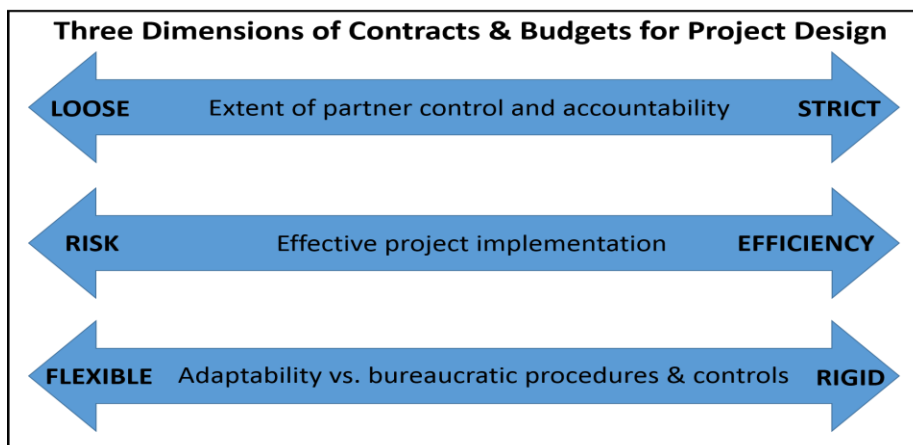 Three Dimensions of Contracts & Budgets for Project Design
LOOSE Extent of partner control and accountability STRICT
RISK Effective project implementation EFFICIENCY
FLEXIBLE Adaptability vs. bureaucratic procedures & controls RIGID